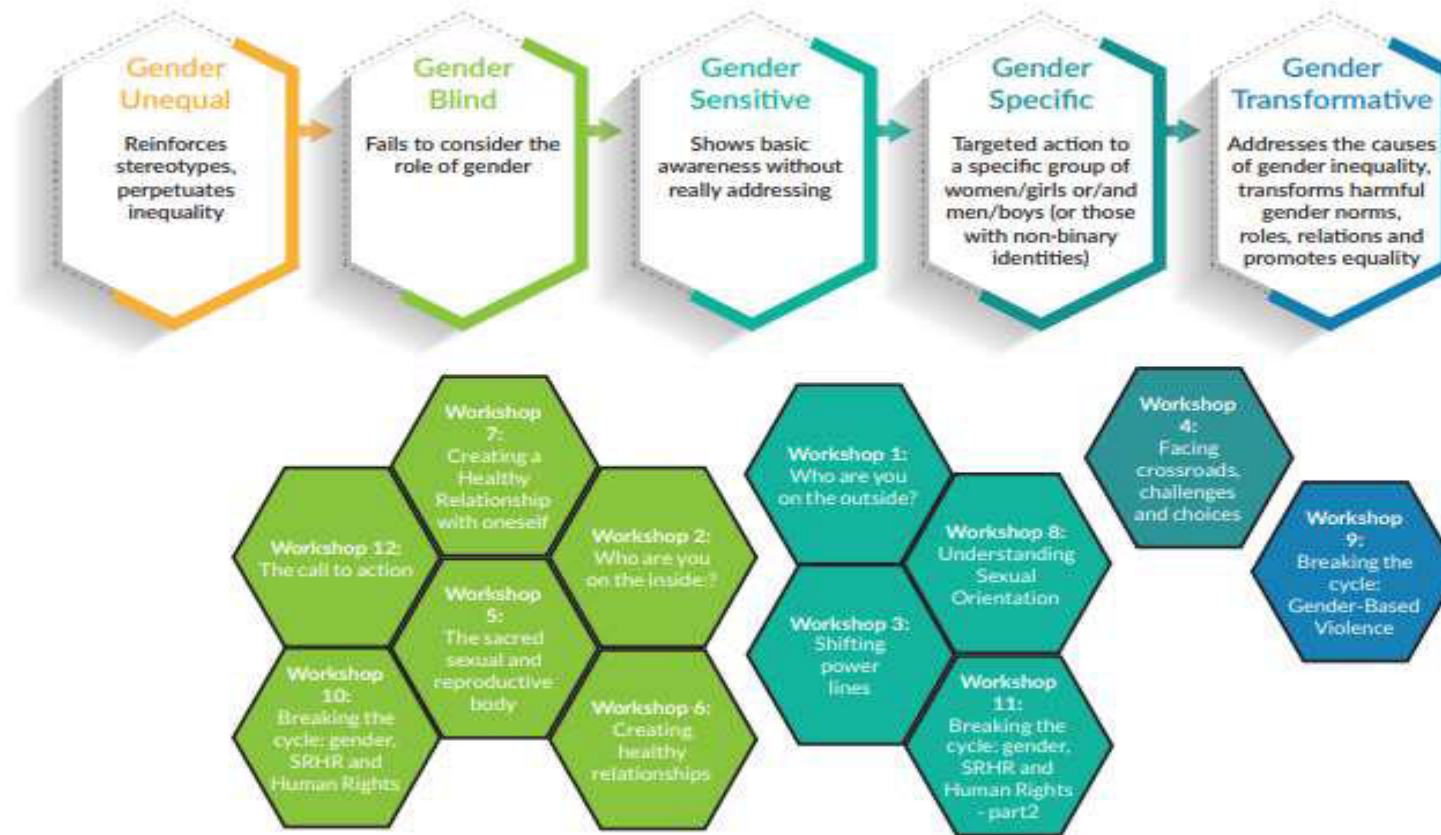 Gender
Unequal
Reinforces
stereotypes,
perpetuates
inequality
Gender
Blind
Fails to consider the
role of gender
Gender
Sensitive
Shows basic
awareness without
really addressing
Gender
Specific
Targeted action to
a specific group of
women/girls or/and
men/boys (or those
with non-binary
identities)
Gender
Transformative
Addresses the causes
of gender inequality,
transforms harmful
gender norms,
roles, relations and
promotes equality
Workshop
7:
Creating a
Healthy
Relationship
with oneself
Workshop 12:
The call to action
Workshop 2:
Who are you
on the inside ?
Workshop
5:
The sacred
sexual and
reproductive
body
Workshop
10:
Breaking the
cycle: gender,
SRHR and
Human Rights
Workshop 6:
Creating
healthy
relationships
Workshop 1:
Who are you
on the outside?
Workshop 8:
Understanding
Sexual
Orientation
Workshop 3:
Shifting
power
lines
Workshop
11:
Breaking the
cycle: gender,
SRHR and
Human Rights
- part2
Workshop
4:
Facing
crossroads,
challenges
and choices
Workshop
9:
Breaking the
cycle:
Gender-Based
Violence